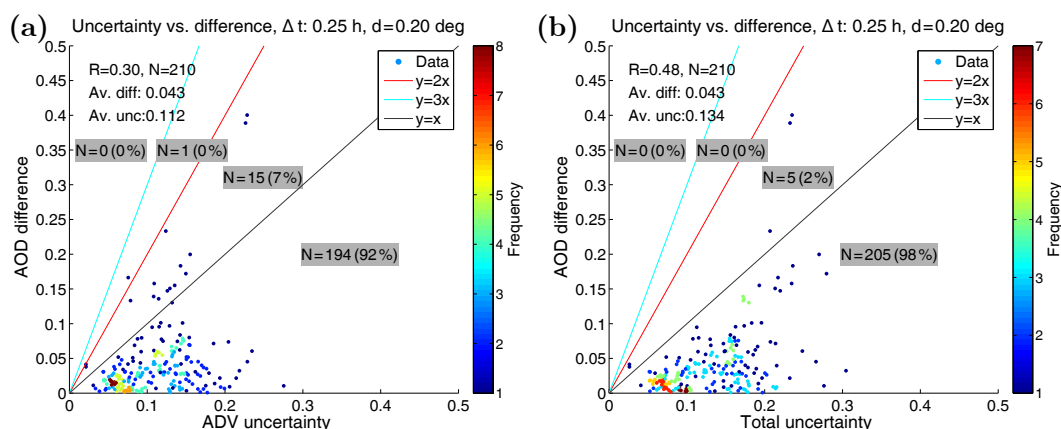 (a)
Uncertainty vs. difference, Δ t: 0.25 h, d=0.20 deg
R=0.30, N=210
Av. diff: 0.043
Av. unc:0.112
Data
y=2x
y=3x
y=x
N=0(0%)
N=1(0%)
N=15(7%)
N=194(92%)
0.5
0.45
0.4
0.35
0.3
0.25
0.2
0.15
0.1
0.05
0
AOD difference
0
0.1
0.2
0.3
0.4
0.5
ADV uncertainty
8
7
6
5
4
3
2
1
Frequency
(b)
Uncertainty vs. difference, Δ t: 0.25 h, d=0.20 deg
R=0.48, N=210
Av. diff: 0.043
Av. unc:0.134
Data
y=2x
y=3x
y=x
N=0(0%)
N=0(0%)
N=5(2%)
N=205(98%)
0.5
0.45
0.4
0.35
0.3
0.25
0.2
0.15
0.1
0.05
0
AOD difference
0
0.1
0.2
0.3
0.4
0.5
Total uncertainty
7
6
5
4
3
2
1
Frequency